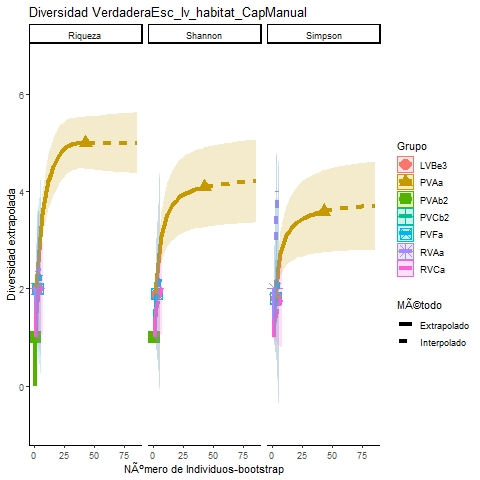 Diversidad VerdaderaEsc_lv_habitat_CapManual
Riqueza
Shannon
Simpson
Diversidad extrapolada
6
4
2
0
0 25 50 75
0 25 50 75
0 25 50 75
NÃºmero de Individuos-bootstrap
Grupo
LVBe3
PVAa
PVAb2
PVCb2
PVFa
RVAa
RVCa
MÃ©todo
Extrapolado
Interpolado